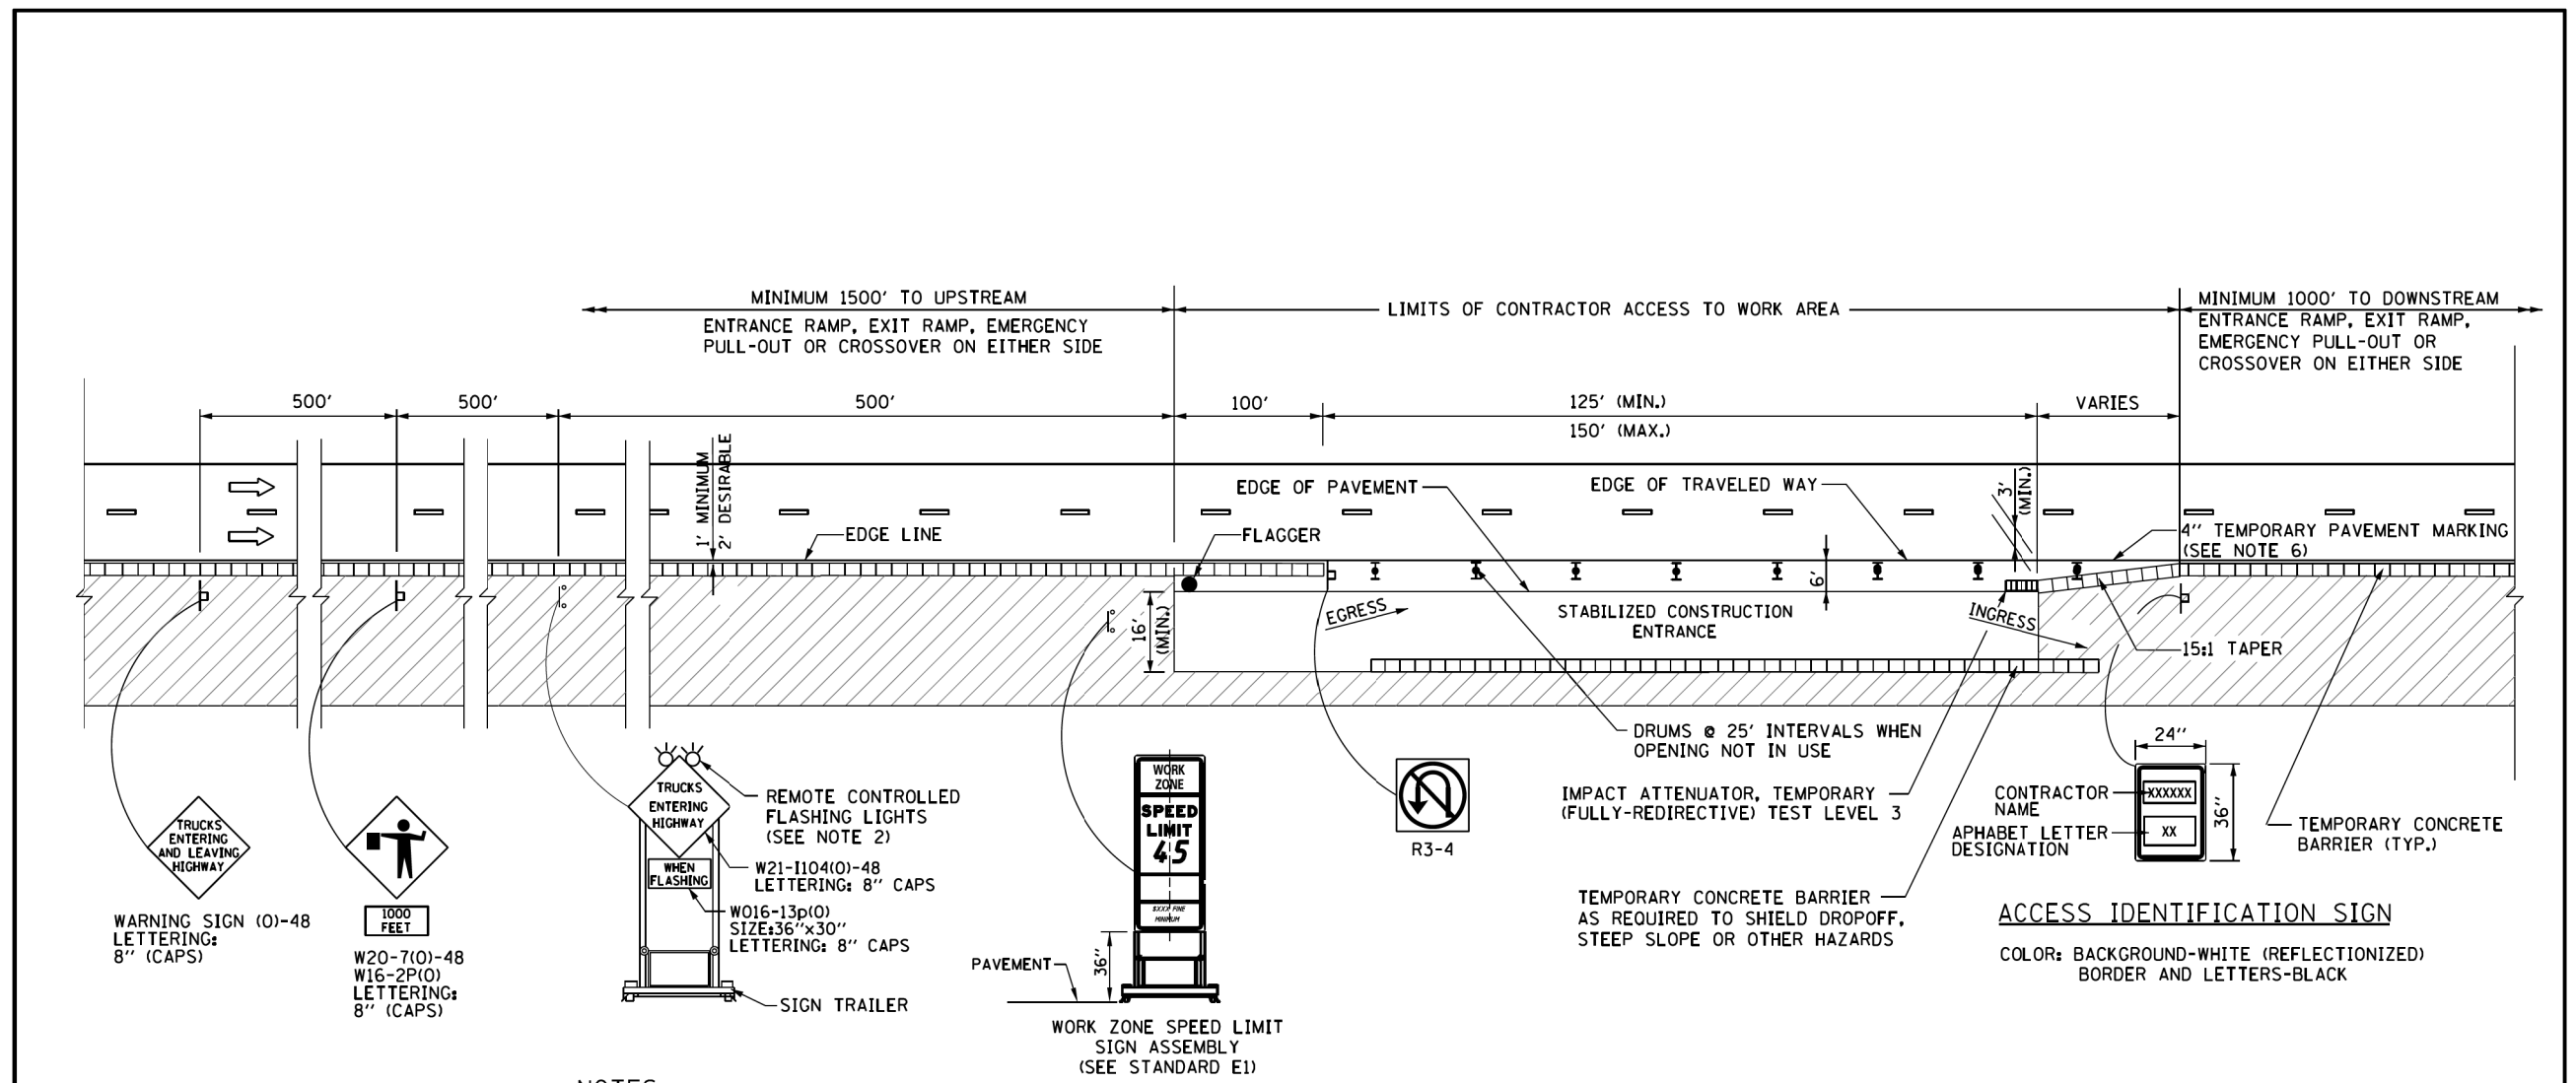 MINIMUM 1500' TO UPSTREAM
ENTRANCE RAMP, EXIT RAMP, EMERGENCY
PULL-OUT OR CROSSOVER ON EITHER SIDE
LIMITS OF CONTRACTOR ACCESS TO WORK AREA
MINIMUM 1000' TO DOWNSTREAM
ENTRANCE RAMP, EXIT RAMP,
EMERGENCY PULL-OUT OR
CROSSOVER ON EITHER SIDE
500'
500'
500'
100'
125' (MIN.)
150' (MAX.)
VARIES
1' MINIMUM
2' DESIRABLE
EDGE LINE
EDGE OF PAVEMENT
FLAGGER
EDGE OF TRAVELED WAY
3'
(MIN.)
4" TEMPORARY PAVEMENT MARKING
(SEE NOTE 6)
6'
16'
(MIN.)
EGRESS
STABILIZED CONSTRUCTION
ENTRANCE
INGRESS
15:1 TAPER
DRUMS @ 25' INTERVALS WHEN
OPENING NOT IN USE
IMPACT ATTENUATOR, TEMPORARY
(FULLY-REDIRECTIVE) TEST LEVEL 3
TEMPORARY CONCRETE BARRIER
AS REQUIRED TO SHIELD DROPOFF,
STEEP SLOPE OR OTHER HAZARDS
TRUCKS
ENTERING
AND LEAVING
HIGHWAY
WARNING SIGN (O)-48
LETTERING:
8" (CAPS)
1000
FEET
W20-7(O)-48
W16-2P(O)
LETTERING:
8" (CAPS)
TRUCKS
ENTERING
HIGHWAY
WHEN
FLASHING
REMOTE CONTROLLED
FLASHING LIGHTS
(SEE NOTE 2)
W21-I104(O)-48
LETTERING: 8" CAPS
WO16-13p(O)
SIZE:36"x30"
LETTERING: 8" CAPS
SIGN TRAILER
WORK
ZONE
SPEED
LIMIT
45
$XXX FINE
MINIMUM
36"
PAVEMENT
WORK ZONE SPEED LIMIT
SIGN ASSEMBLY
(SEE STANDARD E1)
R3-4
24"
36"
CONTRACTOR
NAME
XXXXXX
APHABET LETTER
DESIGNATION
XX
TEMPORARY CONCRETE
BARRIER (TYP.)
ACCESS IDENTIFICATION SIGN
COLOR: BACKGROUND-WHITE (REFLECTIONIZED)
BORDER AND LETTERS-BLACK
NOTES